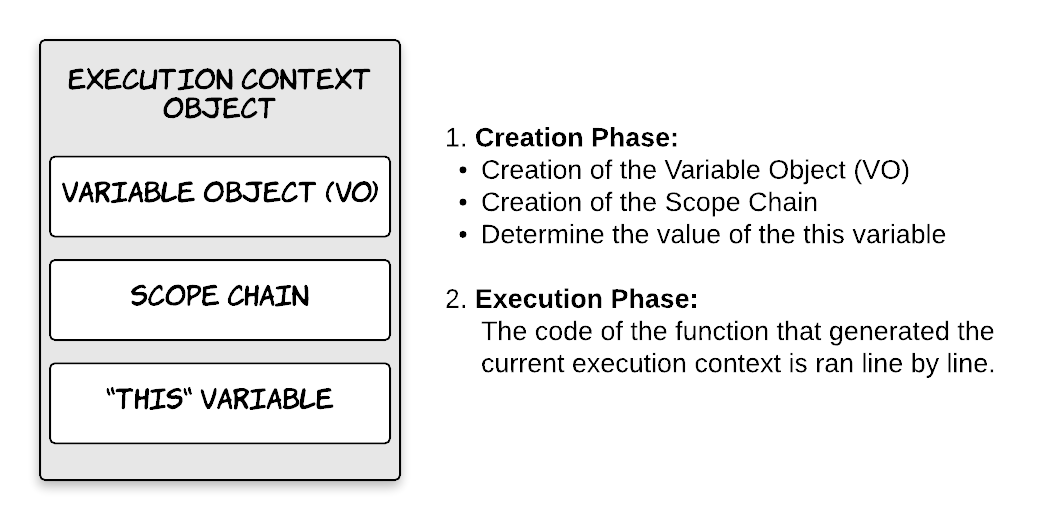 EXECUTION CONTEXT
OBJECT
VARIABLE OBJECT (VO)
SCOPE CHAIN
"THIS" VARIABLE
1. Creation Phase:
• Creation of the Variable Object (VO)
• Creation of the Scope Chain
• Determine the value of the this variable
2. Execution Phase:
The code of the function that generated the
current execution context is ran line by line.